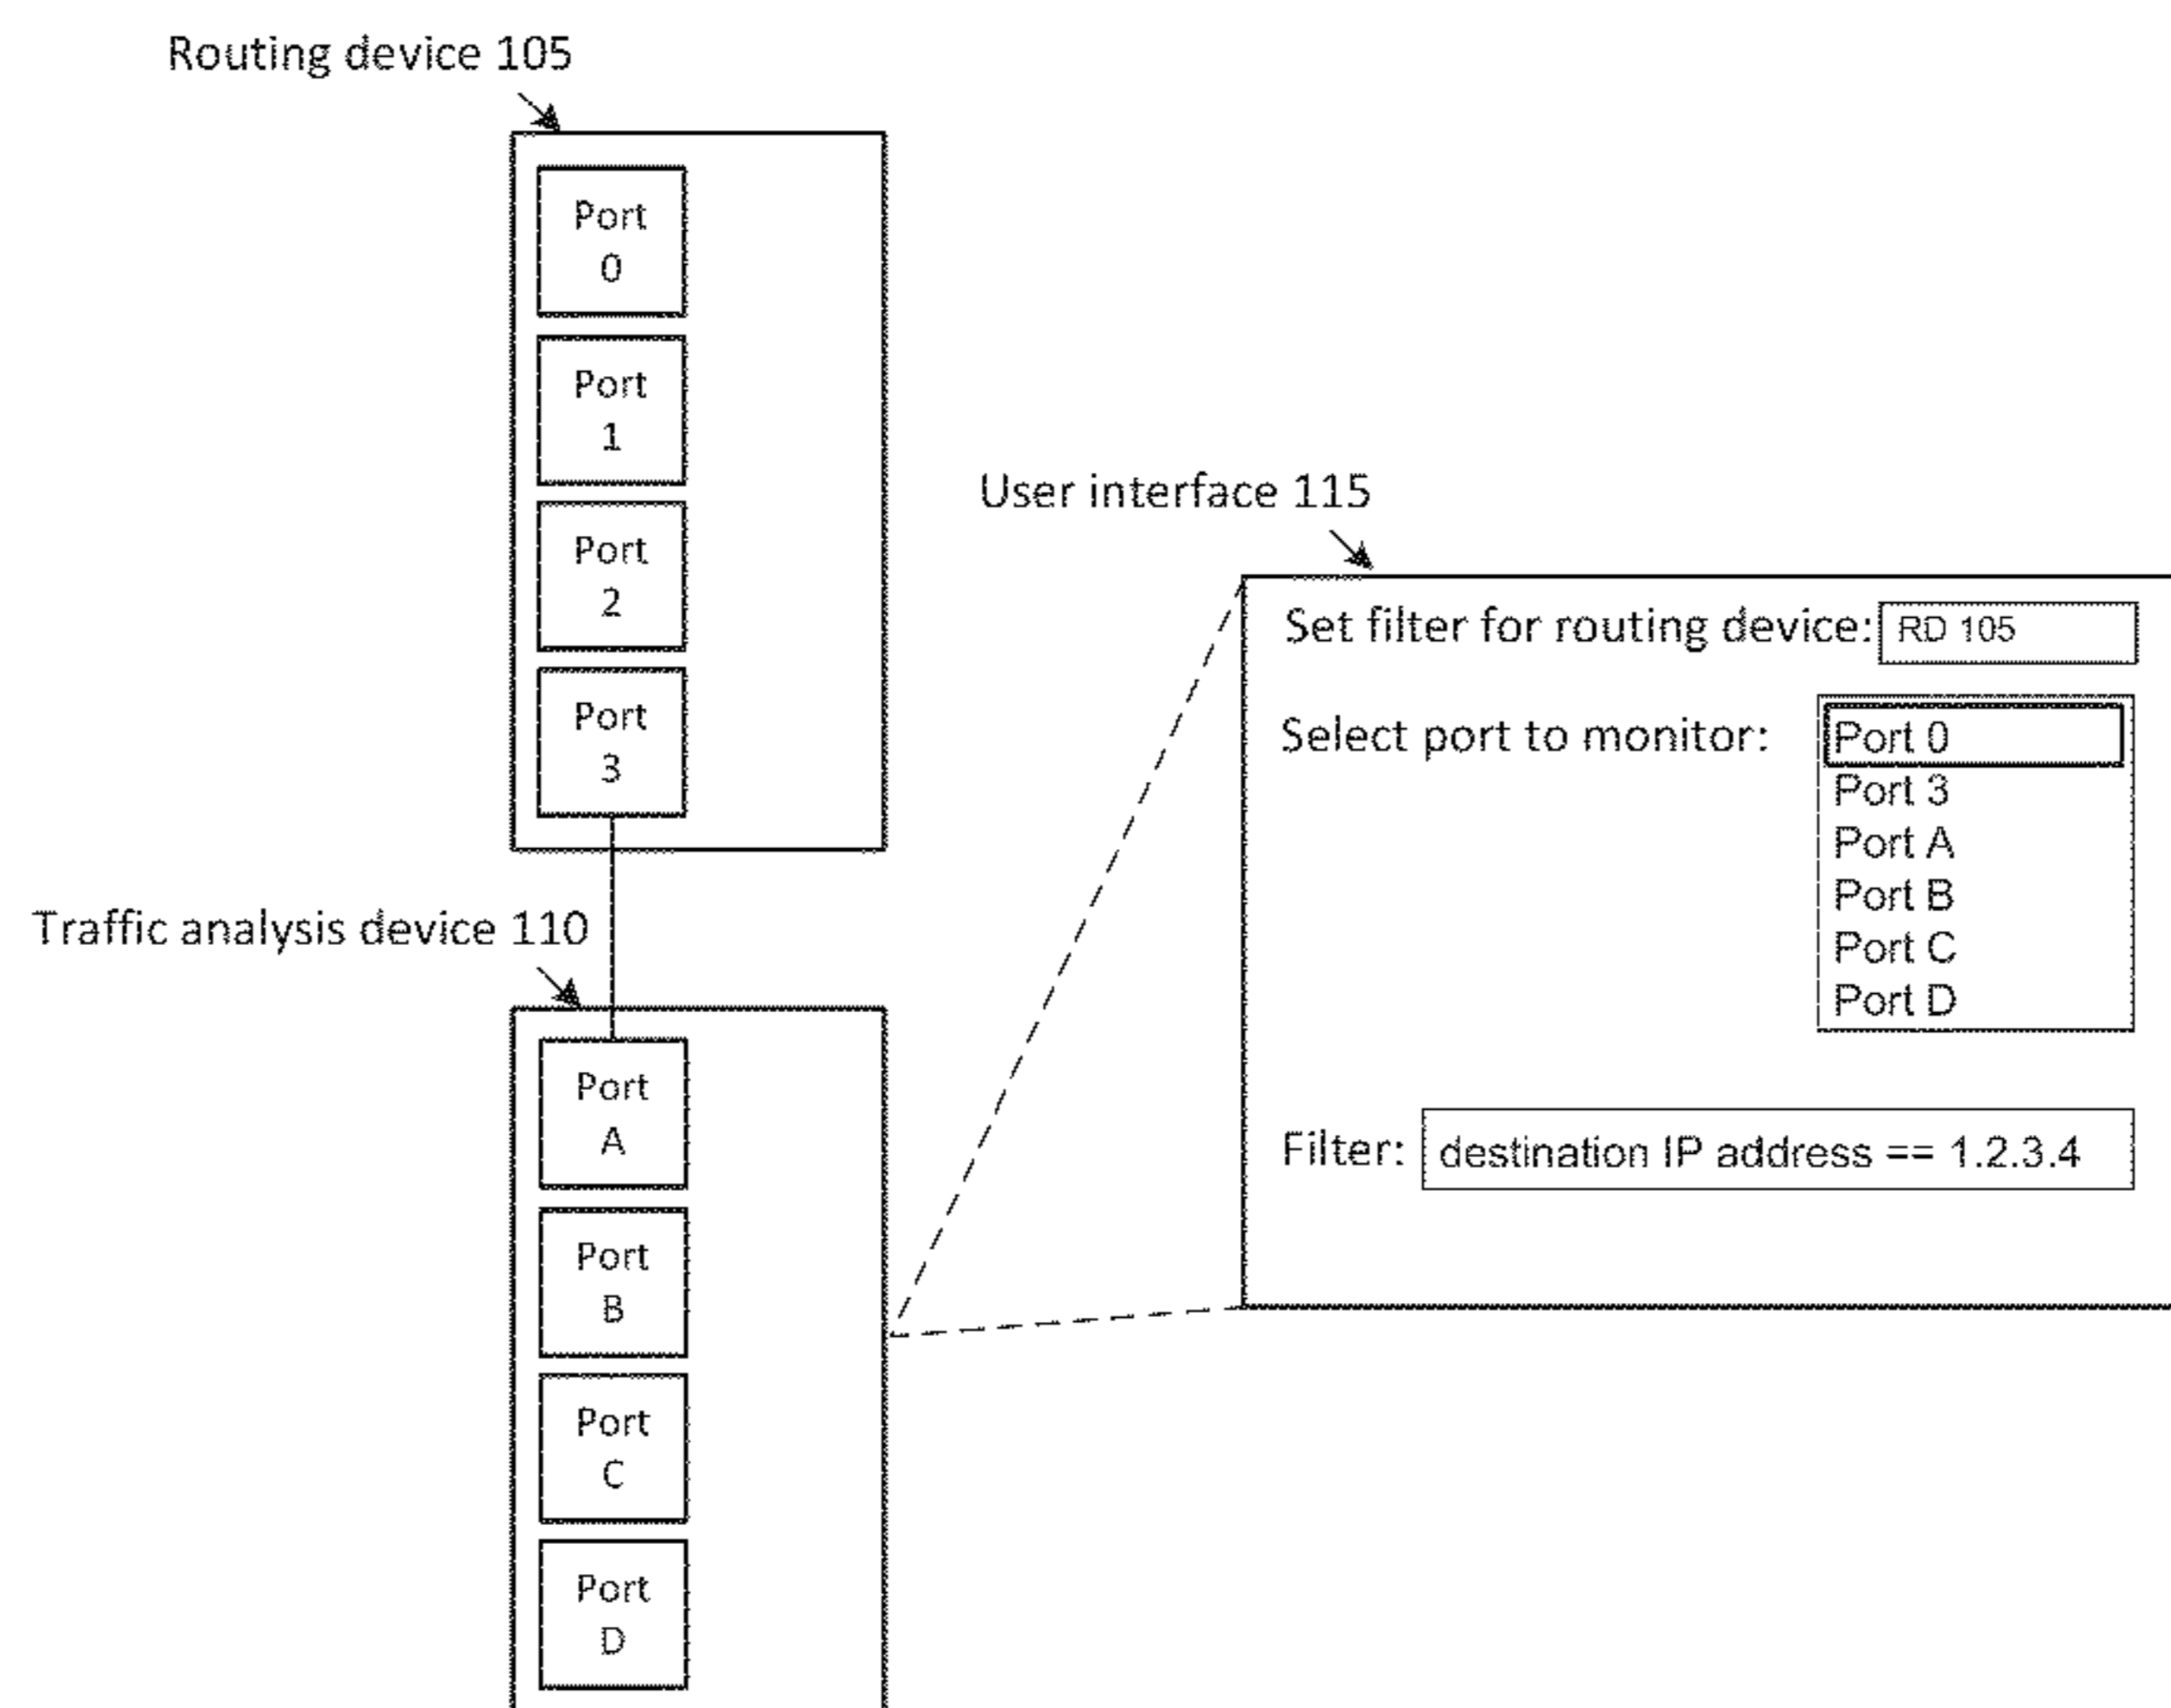 Routing device 105
Port
0
Port
1
Port
2
Port
3
Traffic analysis device 110
Port
A
Port
B
Port
C
Port
D
User interface 115
Set filter for routing device: RD 105
Select port to monitor:
Port 0
Port 3
Port A
Port B
Port C
Port D
Filter: destination IP address == 1.2.3.4